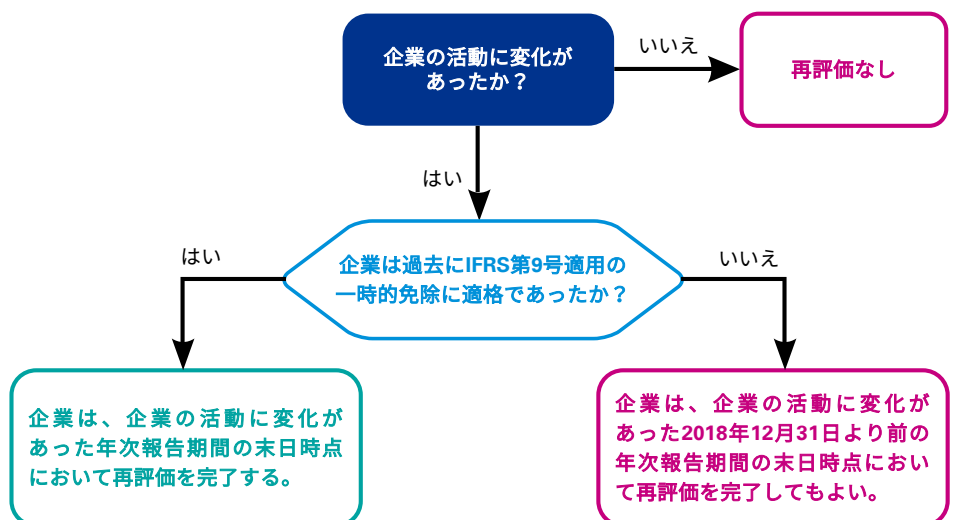 企業の活動に変化が
あったか？
いいえ
再評価なし
はい
企業は過去にIFRS第9号適用の
一時的免除に適格であったか？
はい
いいえ
企業は、企業の活動に変化が
あった年次報告期間の末日時点
において再評価を完了する。
企業は、企業の活動に変化が
あった2018年12月31日より前の
年次報告期間の末日時点におい
て再評価を完了してもよい。